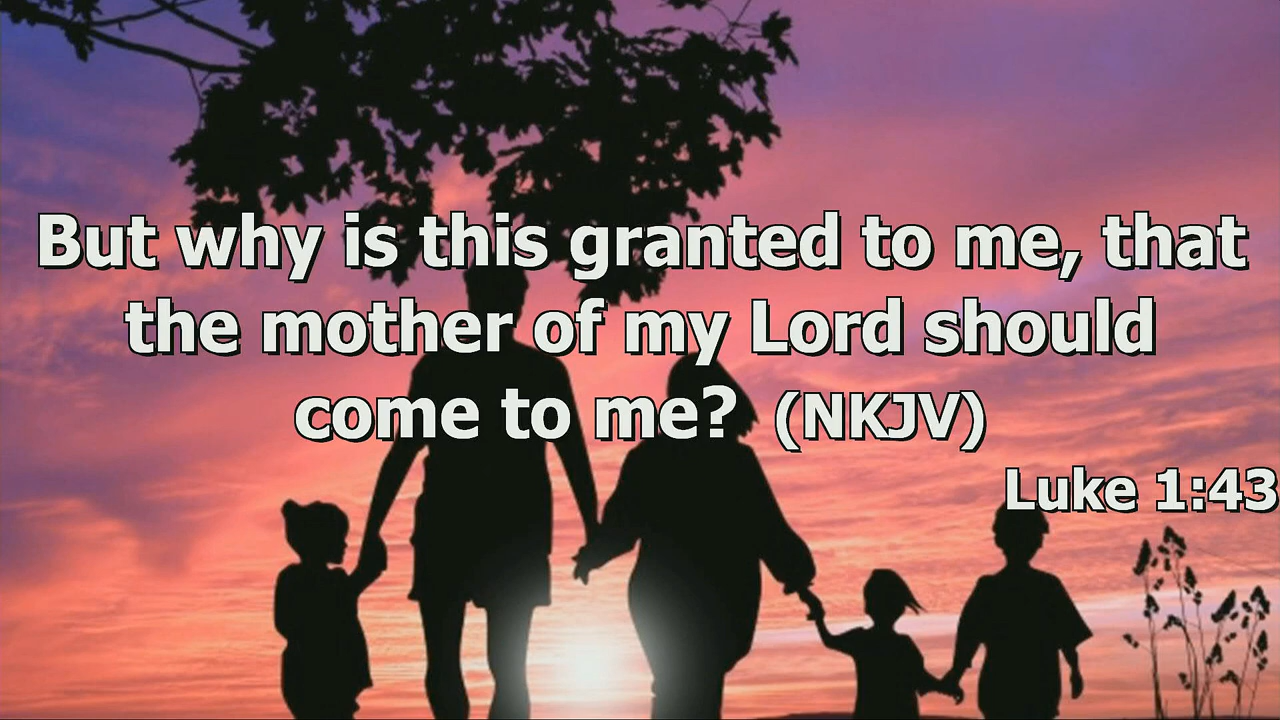 But why is this granted to me, that
the mother of my Lord should
come to me? (NKJV)
Luke 1:43